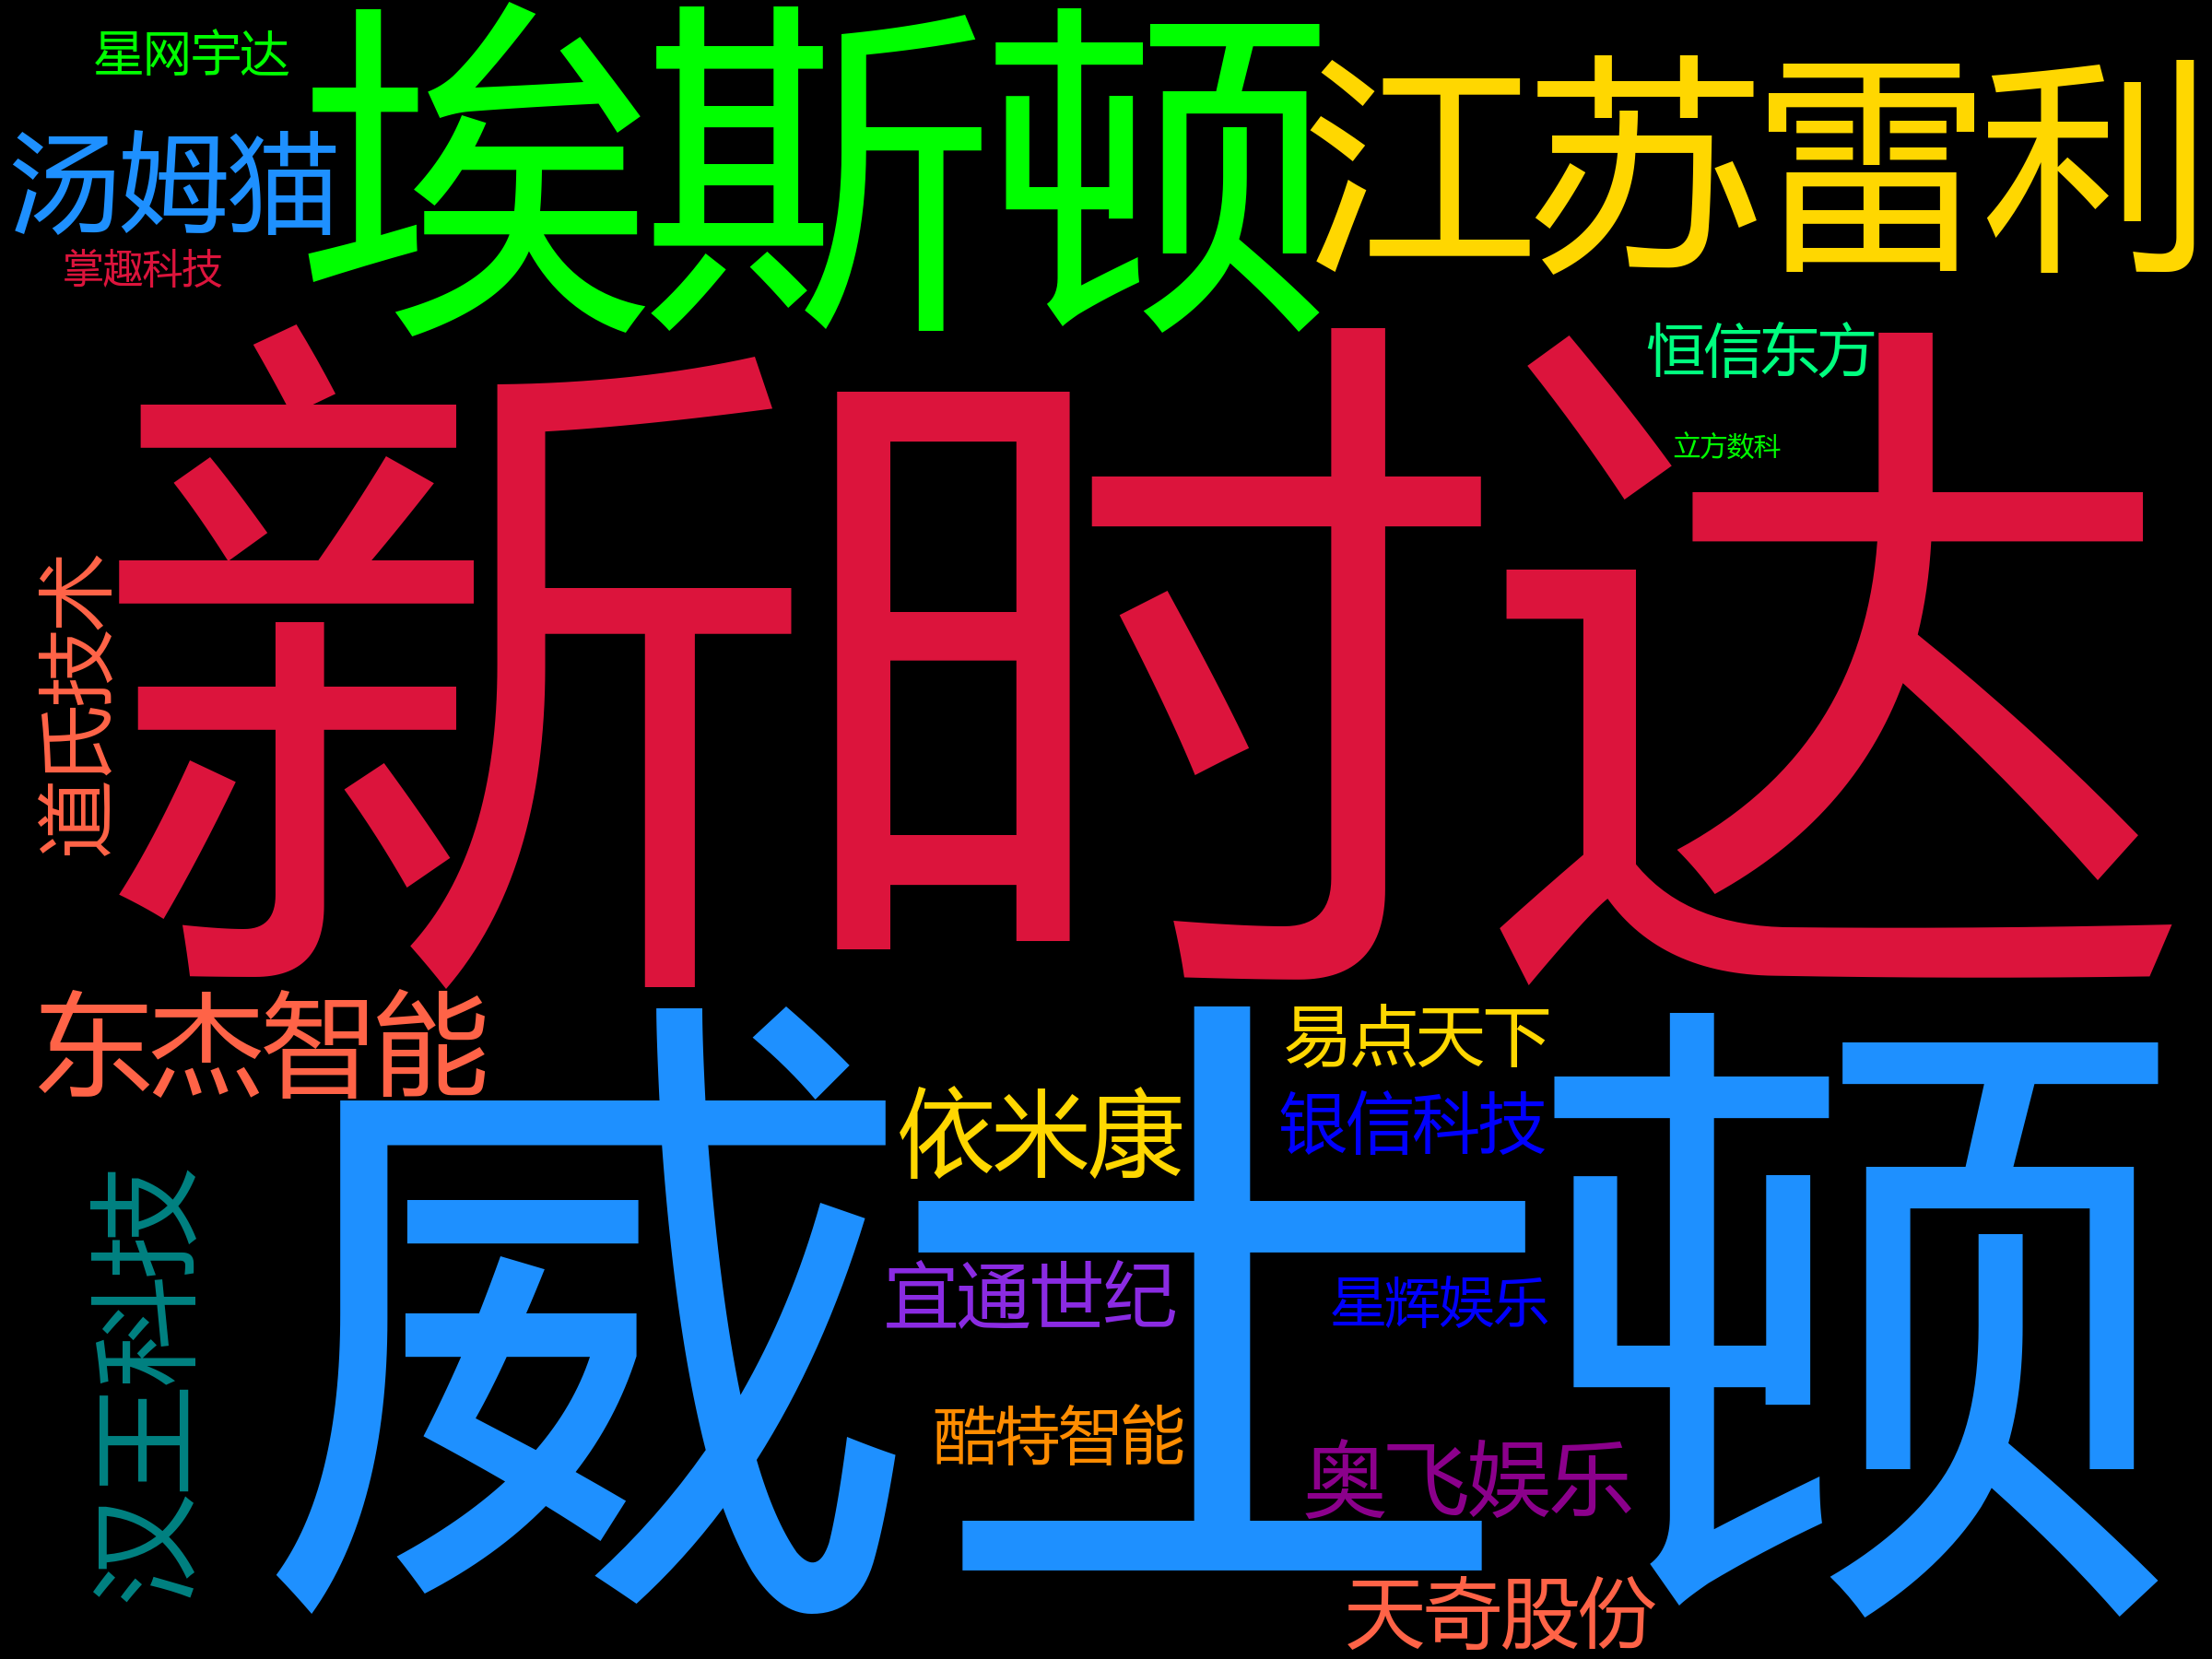 星网宇达
埃斯顿
江苏雷利
汤姆猫
掌趣科技
恒信东方
立方数科
新时达
道氏技术
东杰智能
易点天下
依米康
银信科技
威士顿
宜通世纪
星辉娱乐
汉王科技
酷特智能
奥飞娱乐
天奇股份